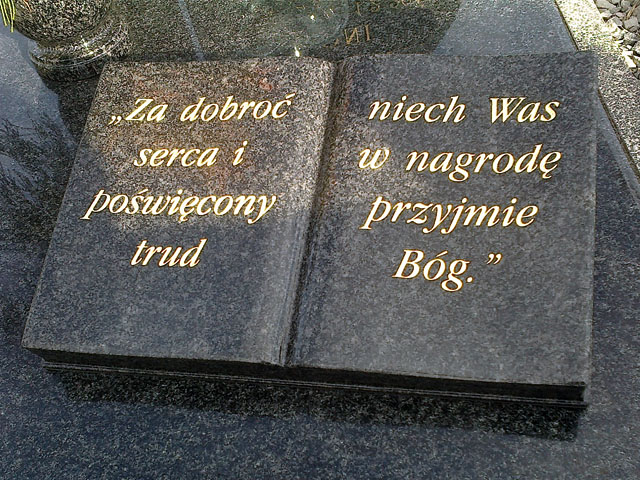 „Za dobroć
serca i
poświęcony
trud
niech Was
w nagrodę
przyjmie
Bóg.”